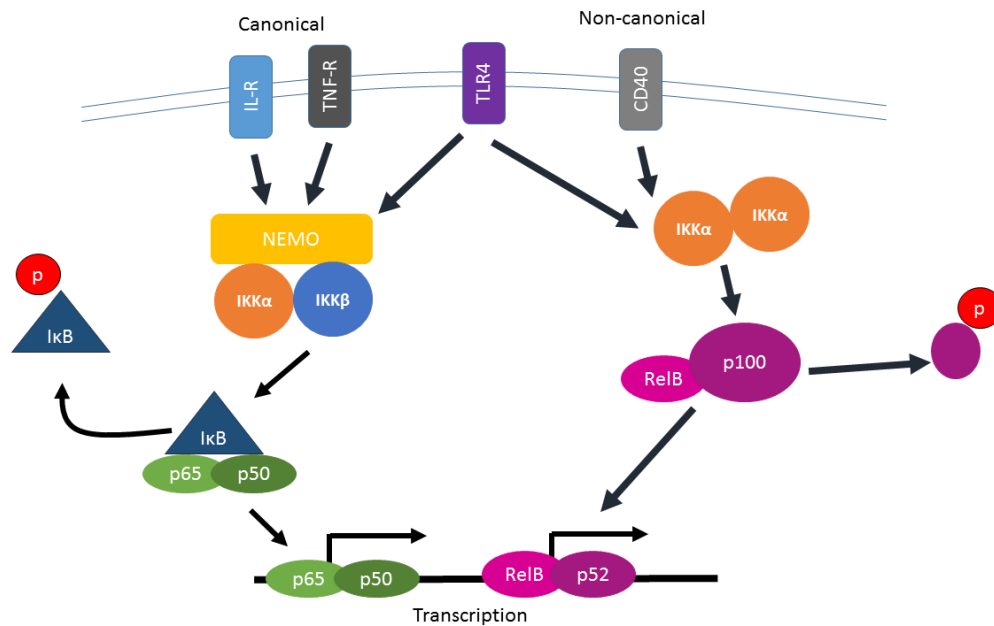 Canonical
Non-canonical
IL-R
TNF-R
TLR4
CD40
NEMO
IKKα
IKKβ
IKKα
IKKα
p
IκB
p
RelB
p100
IκB
p65
p50
p65
p50
RelB
p52
Transcription